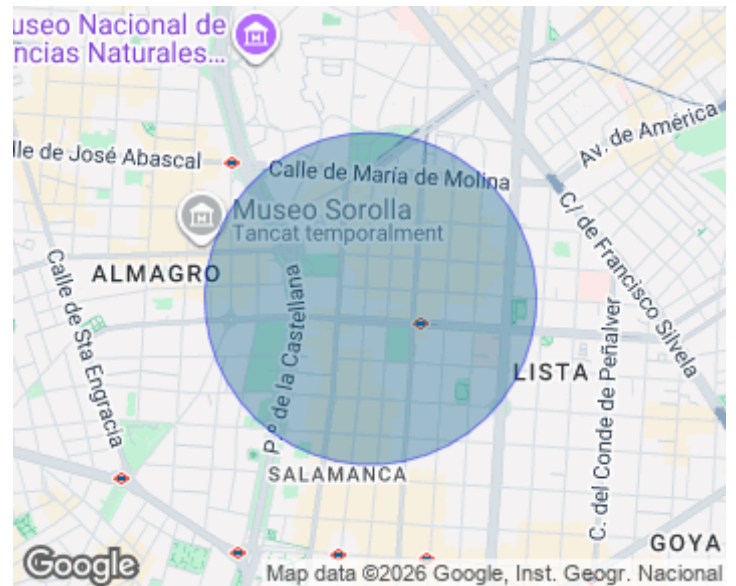 useo Nacional de
ncias Naturales...
lle de José Abascal
Calle de María de Molina
Av. de América
Museo Sorolla
Tancat temporalment
C/ de Francisco Silvela
ALMAGRO
Calle de Sta Engracia
P.º de la Castellana
LISTA
C. del Conde de Peñalver
SALAMANCA
GOYA
Google
Map data ©2026 Google, Inst. Geogr. Nacional